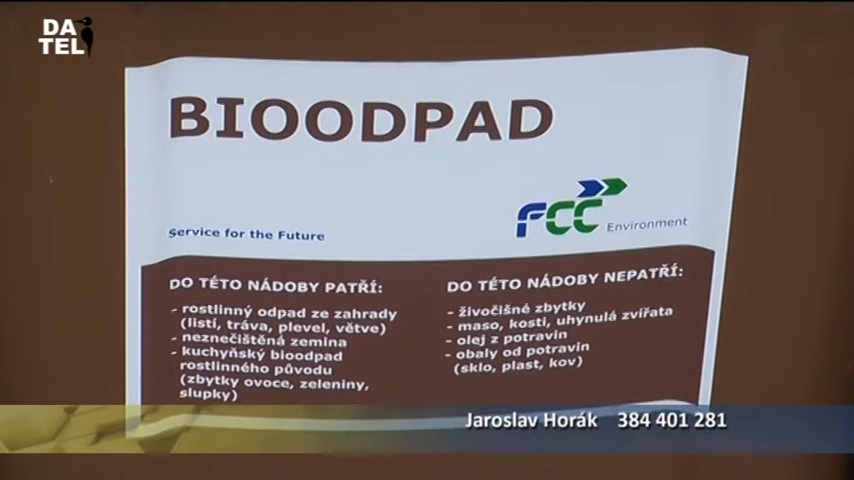 DA
TEL
BIOODPAD
FCC Environment
Service for the Future
DO TÉTO NÁDOBY PATŘÍ:
- rostlinný odpad ze zahrady
(listí, tráva, plevel, větve)
- neznečištěná zemina
- kuchyňský bioodpad
rostlinného původu
(zbytky ovoce, zeleniny,
slupky)
DO TÉTO NÁDOBY NEPATŘÍ:
- živočišné zbytky
- maso, kosti, uhynulá zvířata
- olej z potravin
- obaly od potravin
(sklo, plast, kov)
Jaroslav Horák 384 401 281